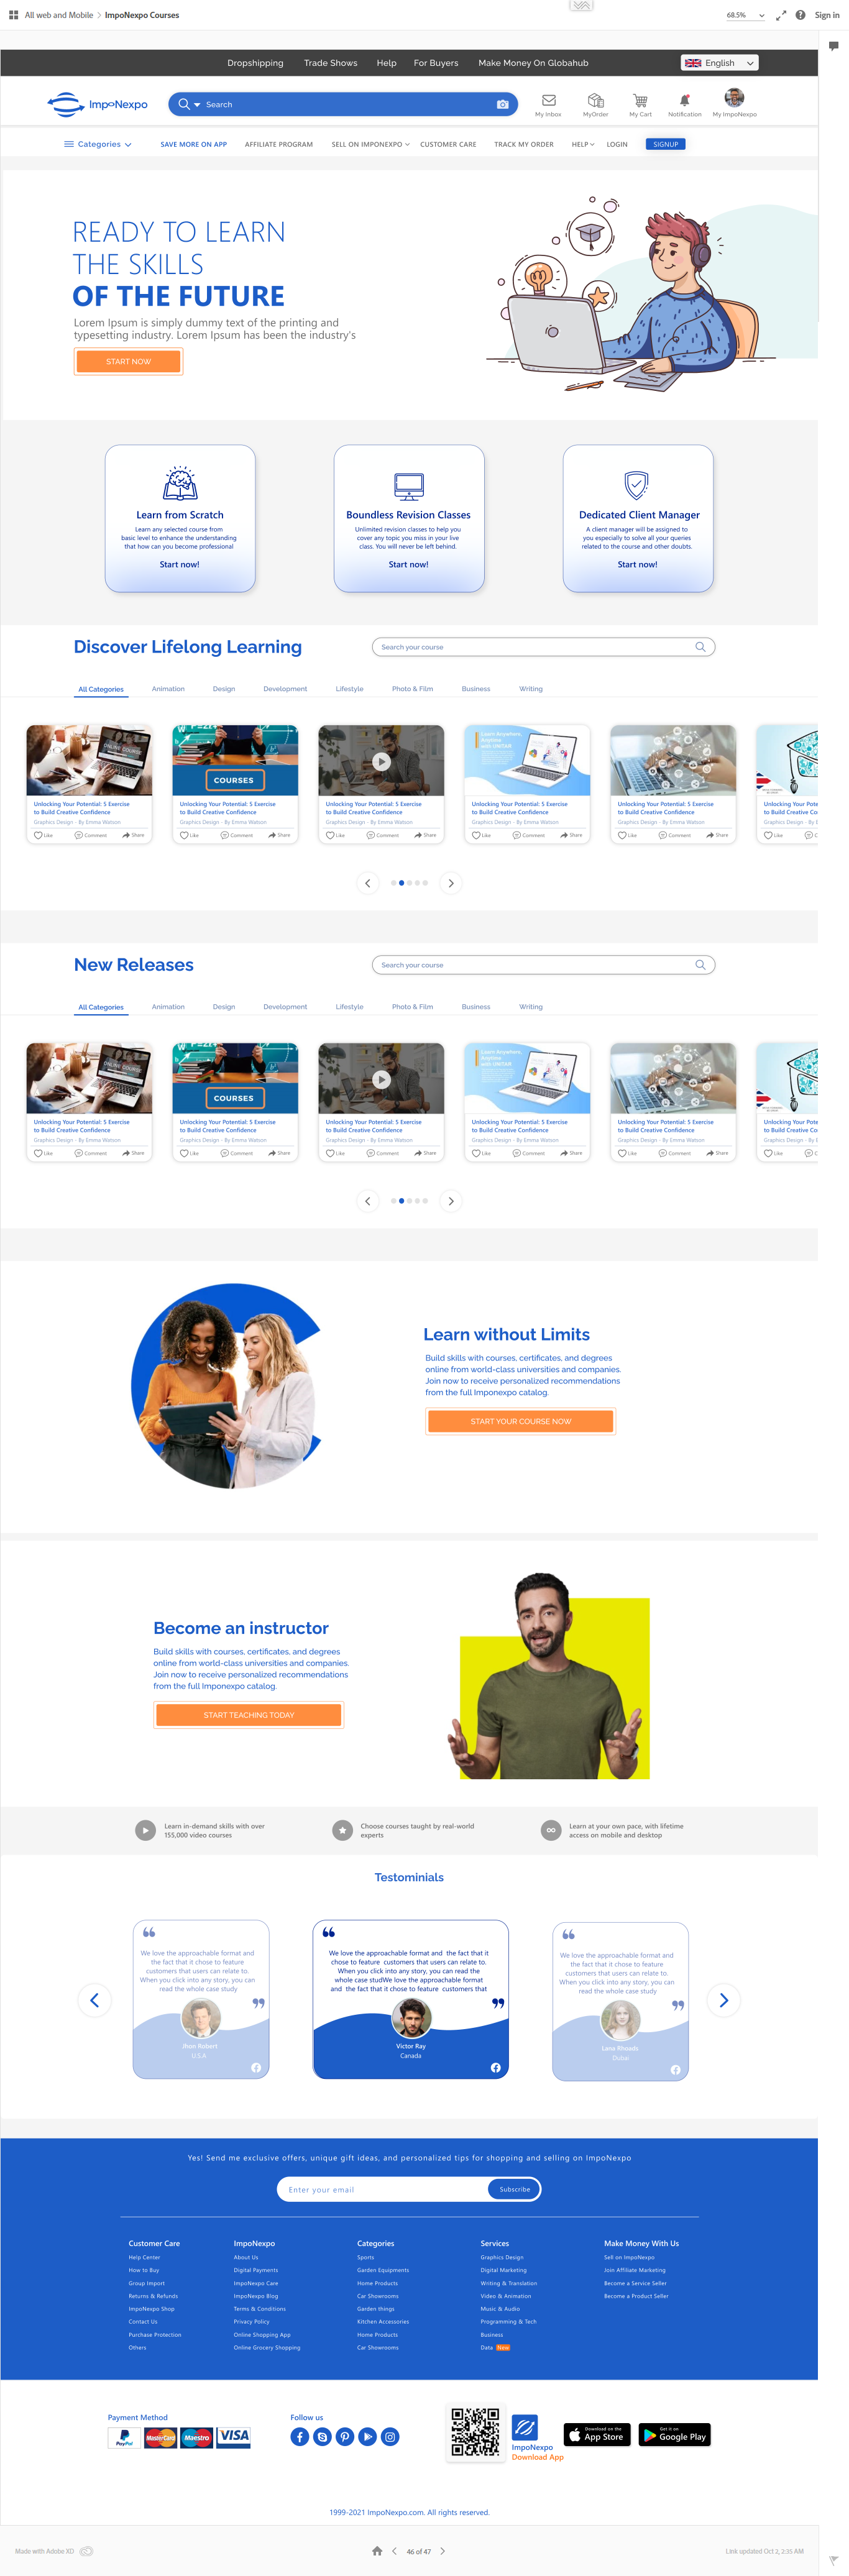 All web and Mobile > ImpoNexpo Courses
68.5%
Sign in
Dropshipping Trade Shows Help For Buyers Make Money On Globahub English
ImpoNexpo
Search
My Inbox MyOrder My Cart Notification My ImpoNexpo
Categories SAVE MORE ON APP AFFILIATE PROGRAM SELL ON IMPONEXPO CUSTOMER CARE TRACK MY ORDER HELP LOGIN SIGNUP
READY TO LEARN
THE SKILLS
OF THE FUTURE
Lorem Ipsum is simply dummy text of the printing and
typesetting industry. Lorem Ipsum has been the industry's
START NOW
Learn from Scratch
Learn any selected course from
basic level to enhance the understanding
that how can you become professional
Start now!
Boundless Revision Classes
Unlimited revision classes to help you
cover any topic you miss in your live
class. You will never be left behind.
Start now!
Dedicated Client Manager
A client manager will be assigned to
you especially to solve all your queries
related to the course and other doubts.
Start now!
Discover Lifelong Learning
Search your course
All Categories Animation Design Development Lifestyle Photo & Film Business Writing
ONLINE COURSE
Unlocking Your Potential: 5 Exercise
to Build Creative Confidence
Graphics Design - By Emma Watson
Like Comment Share
COURSES
Unlocking Your Potential: 5 Exercise
to Build Creative Confidence
Graphics Design - By Emma Watson
Like Comment Share
Unlocking Your Potential: 5 Exercise
to Build Creative Confidence
Graphics Design - By Emma Watson
Like Comment Share
Learn Anywhere,
Anytime
with UNITAR
Unlocking Your Potential: 5 Exercise
to Build Creative Confidence
Graphics Design - By Emma Watson
Like Comment Share
Unlocking Your Potential: 5 Exercise
to Build Creative Confidence
Graphics Design - By Emma Watson
Like Comment Share
Unlocking Your Pote
to Build Creative Co
Graphics Design - By E
Like C
New Releases
Search your course
All Categories Animation Design Development Lifestyle Photo & Film Business Writing
ONLINE COURSE
Unlocking Your Potential: 5 Exercise
to Build Creative Confidence
Graphics Design - By Emma Watson
Like Comment Share
COURSES
Unlocking Your Potential: 5 Exercise
to Build Creative Confidence
Graphics Design - By Emma Watson
Like Comment Share
Unlocking Your Potential: 5 Exercise
to Build Creative Confidence
Graphics Design - By Emma Watson
Like Comment Share
Learn Anywhere,
Anytime
with UNITAR
Unlocking Your Potential: 5 Exercise
to Build Creative Confidence
Graphics Design - By Emma Watson
Like Comment Share
Unlocking Your Potential: 5 Exercise
to Build Creative Confidence
Graphics Design - By Emma Watson
Like Comment Share
Unlocking Your Pote
to Build Creative Co
Graphics Design - By E
Like C
Learn without Limits
Build skills with courses, certificates, and degrees
online from world-class universities and companies.
Join now to receive personalized recommendations
from the full Imponexpo catalog.
START YOUR COURSE NOW
Become an instructor
Build skills with courses, certificates, and degrees
online from world-class universities and companies.
Join now to receive personalized recommendations
from the full Imponexpo catalog.
START TEACHING TODAY
Learn in-demand skills with over
155,000 video courses
Choose courses taught by real-world
experts
Learn at your own pace, with lifetime
access on mobile and desktop
Testominials
We love the approachable format and
the fact that it chose to feature
customers that users can relate to.
When you click into any story, you can
read the whole case study
Jhon Robert
U.S.A
We love the approachable format and the fact that it
chose to feature customers that users can relate to.
When you click into any story, you can read the
whole case studWe love the approachable format
and the fact that it chose to feature customers that
Victor Ray
Canada
We love the approachable format and
the fact that it chose to feature
customers that users can relate to.
When you click into any story, you can
read the whole case study
Lana Rhoads
Dubai
Yes! Send me exclusive offers, unique gift ideas, and personalized tips for shopping and selling on ImpoNexpo
Enter your email Subscribe
Customer Care
Help Center
How to Buy
Group Import
Returns & Refunds
ImpoNexpo Shop
Contact Us
Purchase Protection
Others
ImpoNexpo
About Us
Digital Payments
ImpoNexpo Care
ImpoNexpo Blog
Terms & Conditions
Privacy Policy
Online Shopping App
Online Grocery Shopping
Categories
Sports
Garden Equipments
Home Products
Car Showrooms
Garden things
Kitchen Accessories
Home Products
Car Showrooms
Services
Graphics Design
Digital Marketing
Writing & Translation
Video & Animation
Music & Audio
Programming & Tech
Business
Data New
Make Money With Us
Sell on ImpoNexpo
Join Affiliate Marketing
Become a Service Seller
Become a Product Seller
Payment Method
PayPal MasterCard Maestro VISA
Follow us
ImpoNexpo
Download App
Download on the
App Store
Get it on
Google Play
1999-2021 ImpoNexpo.com. All rights reserved.
Made with Adobe XD
46 of 47
Link updated Oct 2, 2:35 AM